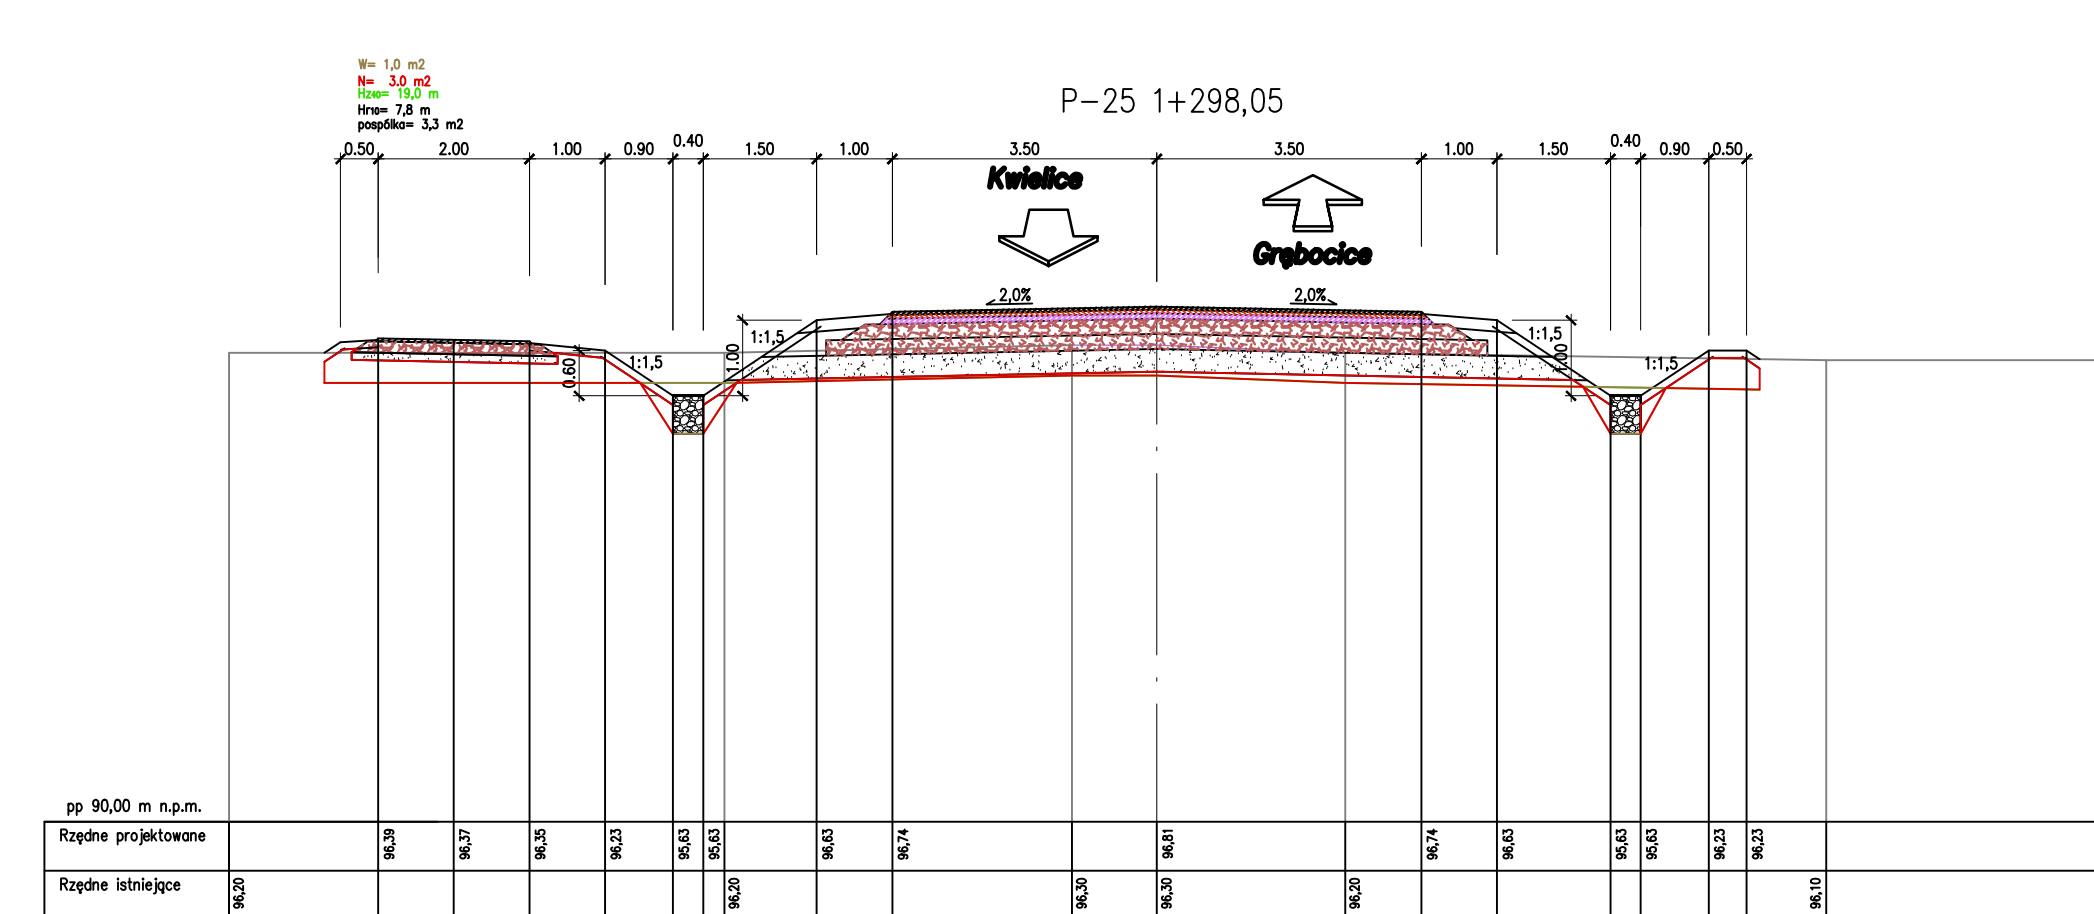 W= 1,0 m2
N= 3.0 m2
Hz40= 19,0 m
Hr10= 7,8 m
pospółka= 3,3 m2
P-25 1+298,05
0.50 2.00 1.00 0.90 0.40 1.50 1.00 3.50 3.50 1.00 1.50 0.40 0.90 0.50
Kwielice
Grębocice
2,0% 2,0%
1:1,5 1:1,5 1:1,5 1:1,5
0.60 1.00 1.00
pp 90,00 m n.p.m.
Rzędne projektowane 96,39 96,37 96,35 96,23 95,63 95,63 96,63 96,74 96,81 96,74 96,63 95,63 95,63 96,23 96,23
Rzędne istniejące 96,20 96,20 96,30 96,30 96,20 96,10